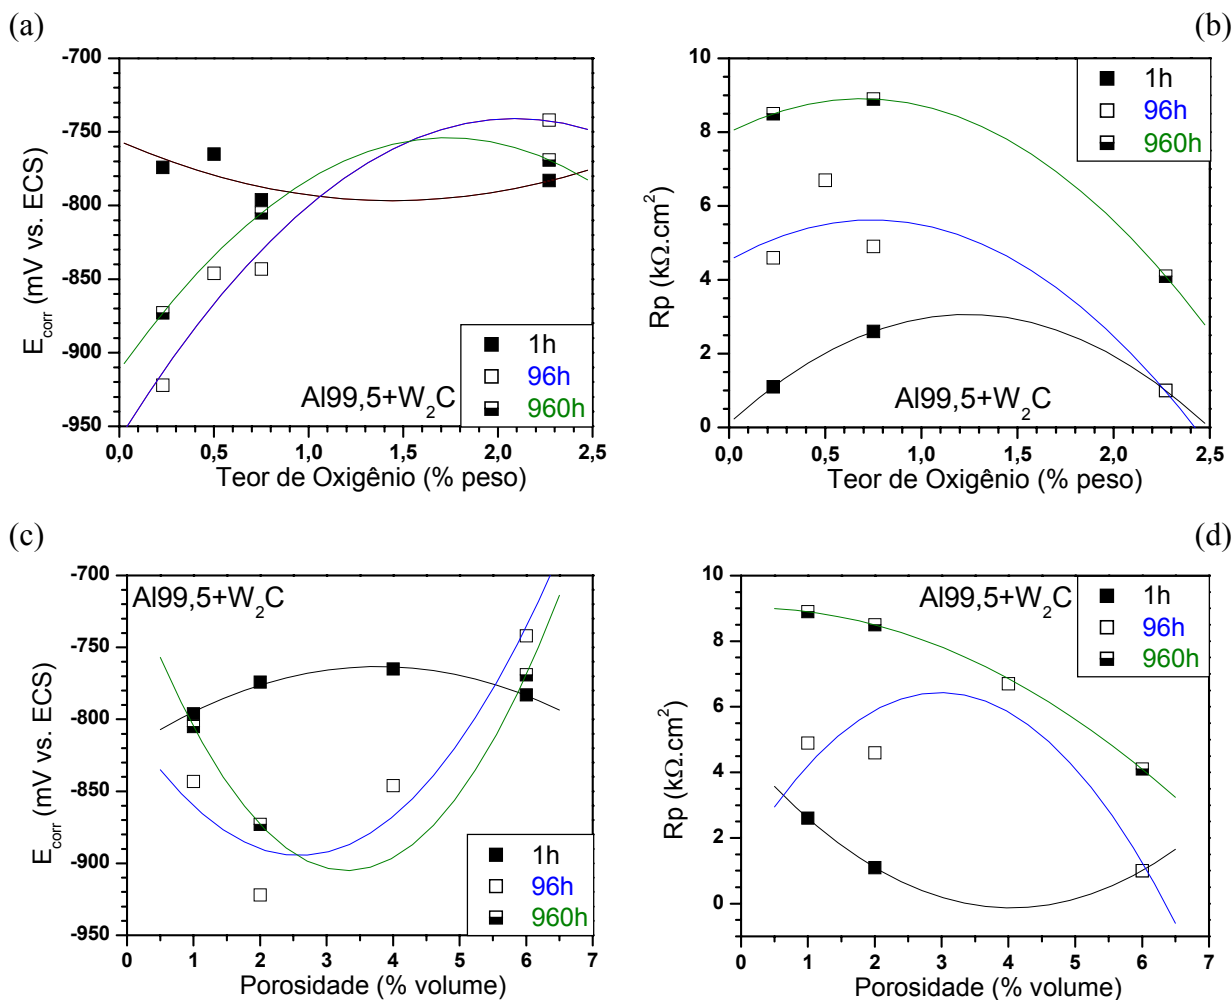 (a)
-700
-750
-800
-850
-900
-950
E_corr (mV vs. ECS)
1h
96h
960h
Al99,5+W₂C
0,0 0,5 1,0 1,5 2,0 2,5
Teor de Oxigênio (% peso)
(b)
10
8
6
4
2
0
Rp (kΩ.cm²)
1h
96h
960h
Al99,5+W₂C
0,0 0,5 1,0 1,5 2,0 2,5
Teor de Oxigênio (% peso)
(c)
-700
-750
-800
-850
-900
-950
E_corr (mV vs. ECS)
Al99,5+W₂C
1h
96h
960h
0 1 2 3 4 5 6 7
Porosidade (% volume)
(d)
10
8
6
4
2
0
Rp (kΩ.cm²)
Al99,5+W₂C
1h
96h
960h
0 1 2 3 4 5 6 7
Porosidade (% volume)